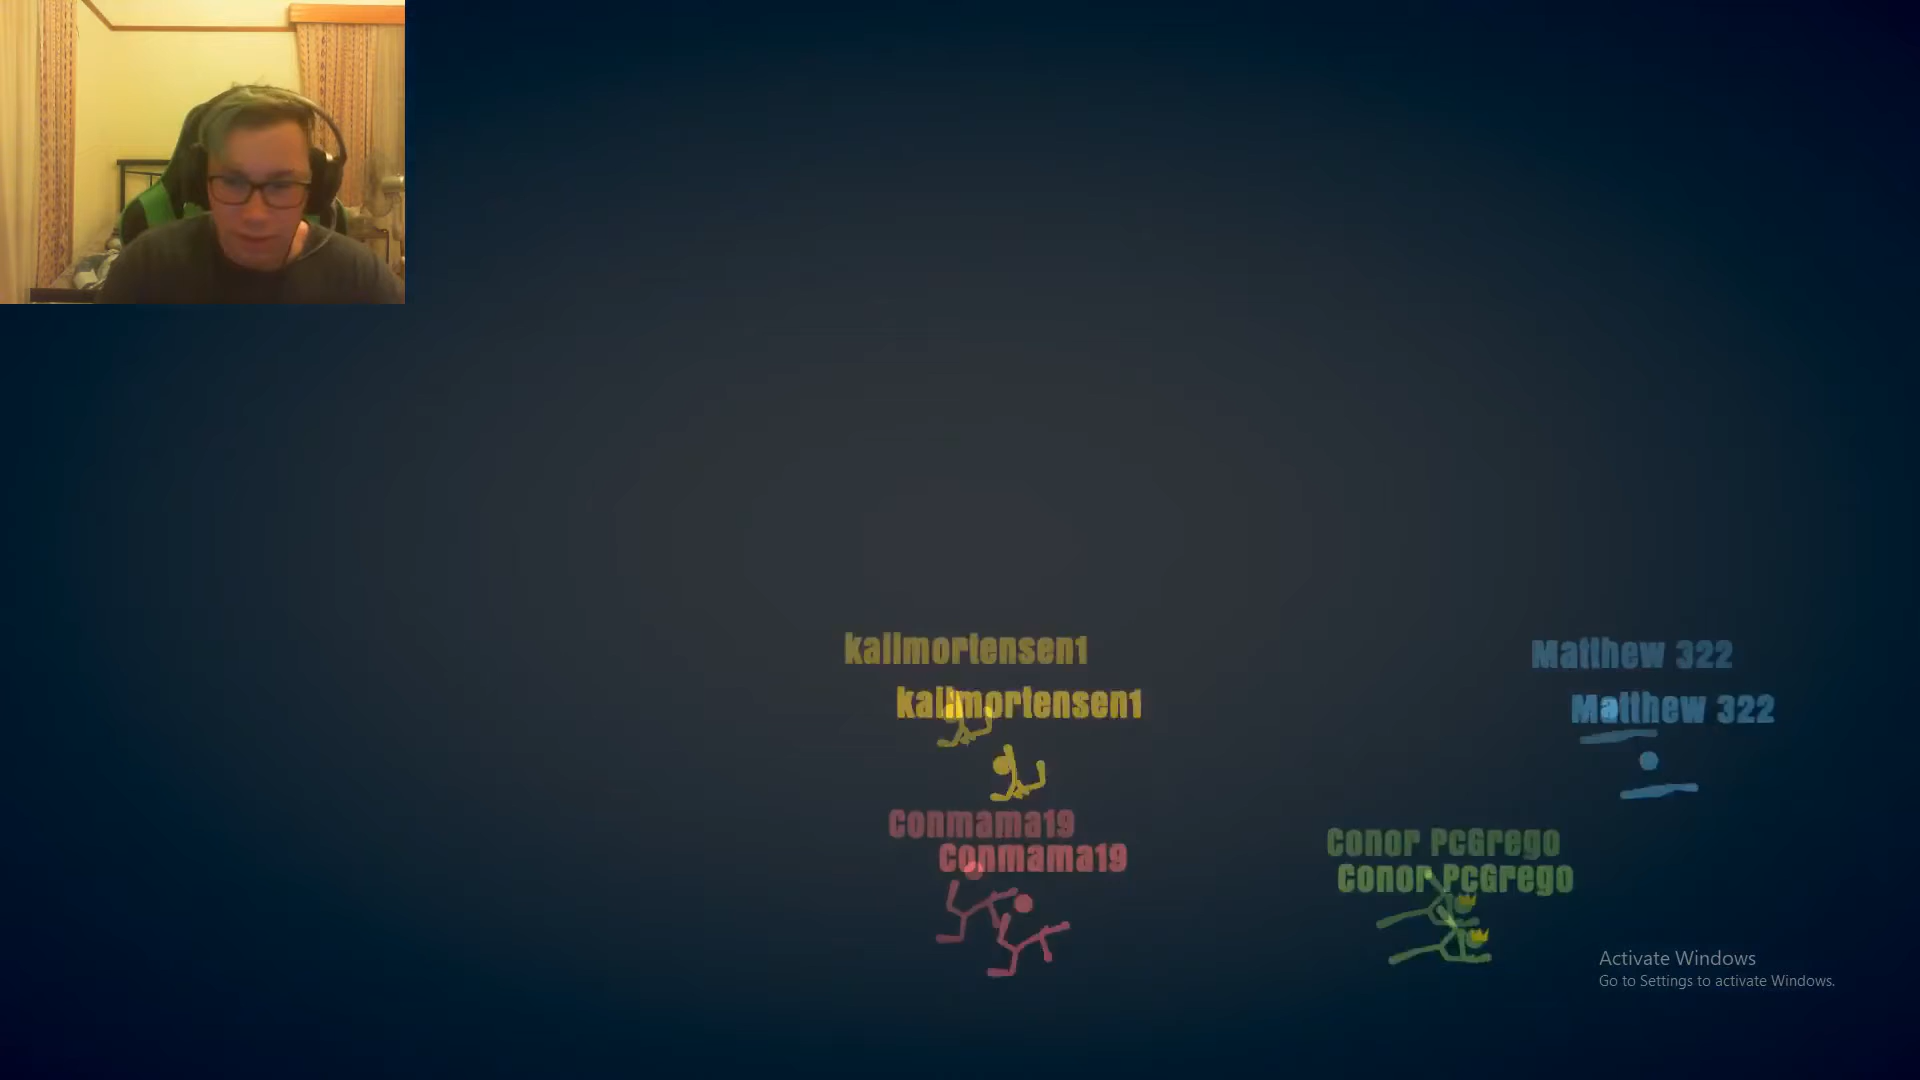 kallmortensen1
kallmortensen1
Matthew 322
Matthew 322
Conmama19
Conmama19
Conor PcGrego
Conor PcGrego
Activate Windows
Go to Settings to activate Windows.